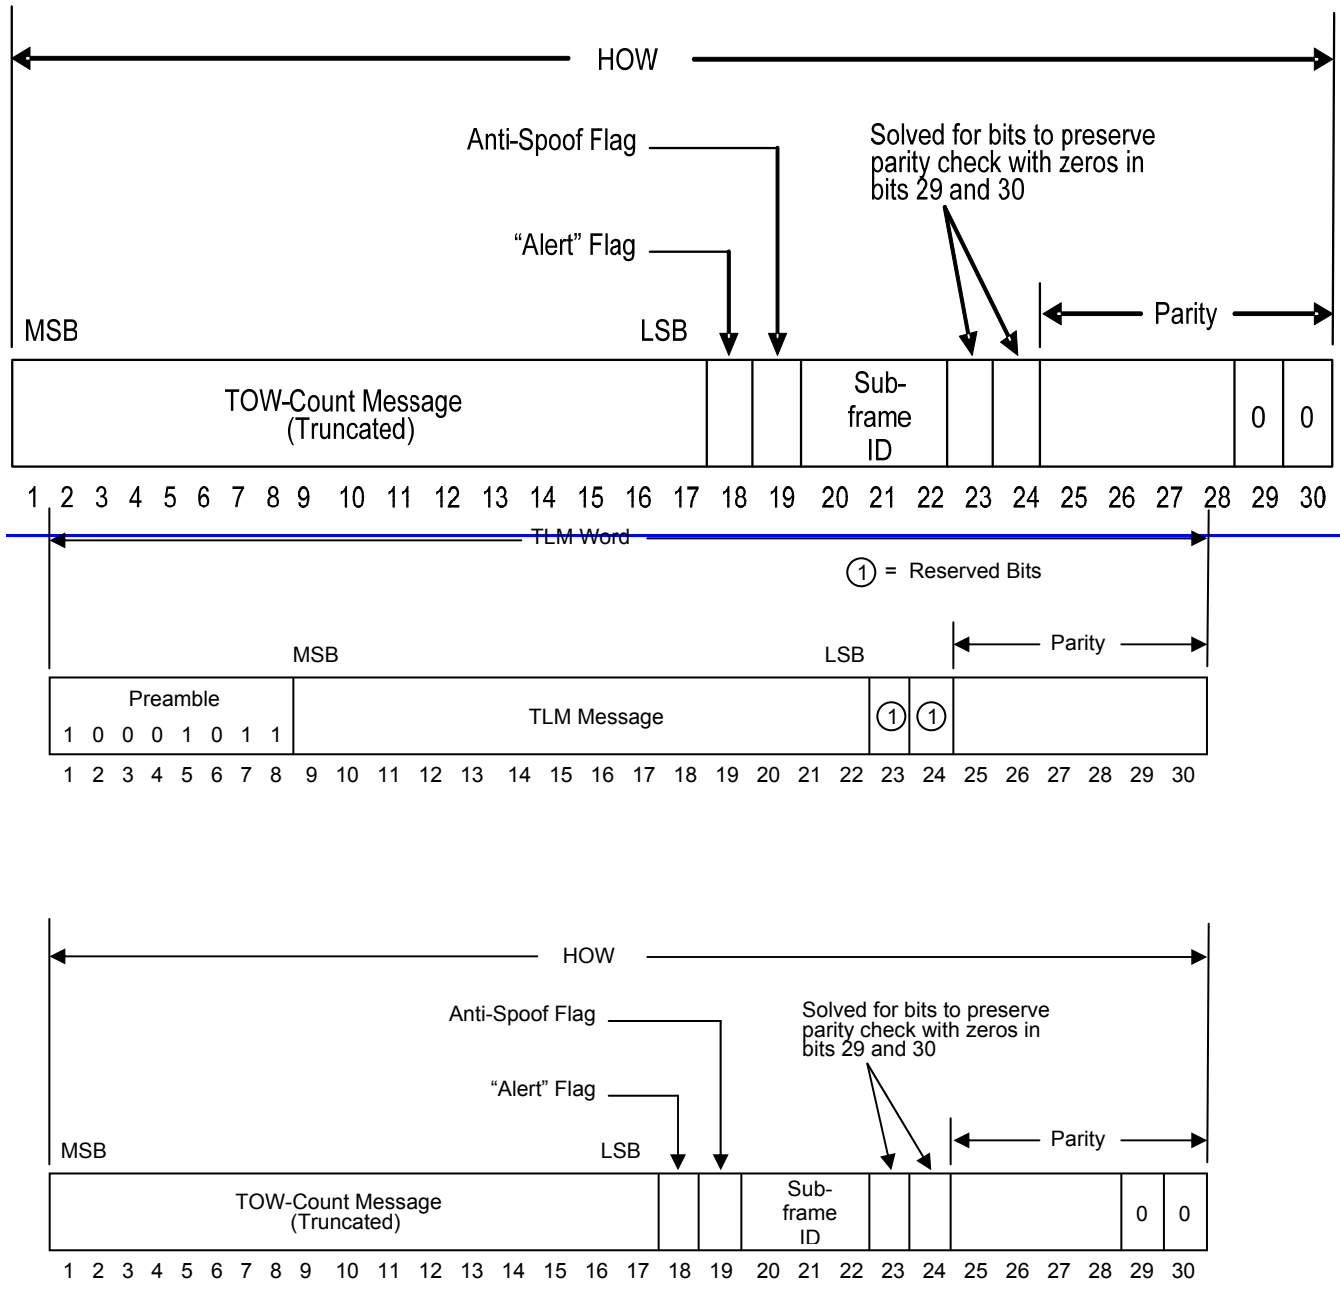 HOW
Anti-Spoof Flag
Solved for bits to preserve
parity check with zeros in
bits 29 and 30
“Alert” Flag
Parity
MSB LSB
TOW-Count Message
(Truncated)
Sub-
frame
ID
0 0
1 2 3 4 5 6 7 8 9 10 11 12 13 14 15 16 17 18 19 20 21 22 23 24 25 26 27 28 29 30
TLM Word
1 = Reserved Bits
Parity
MSB LSB
Preamble
1 0 0 0 1 0 1 1
TLM Message
1 1
1 2 3 4 5 6 7 8 9 10 11 12 13 14 15 16 17 18 19 20 21 22 23 24 25 26 27 28 29 30
HOW
Anti-Spoof Flag
Solved for bits to preserve
parity check with zeros in
bits 29 and 30
“Alert” Flag
Parity
MSB LSB
TOW-Count Message
(Truncated)
Sub-
frame
ID
0 0
1 2 3 4 5 6 7 8 9 10 11 12 13 14 15 16 17 18 19 20 21 22 23 24 25 26 27 28 29 30